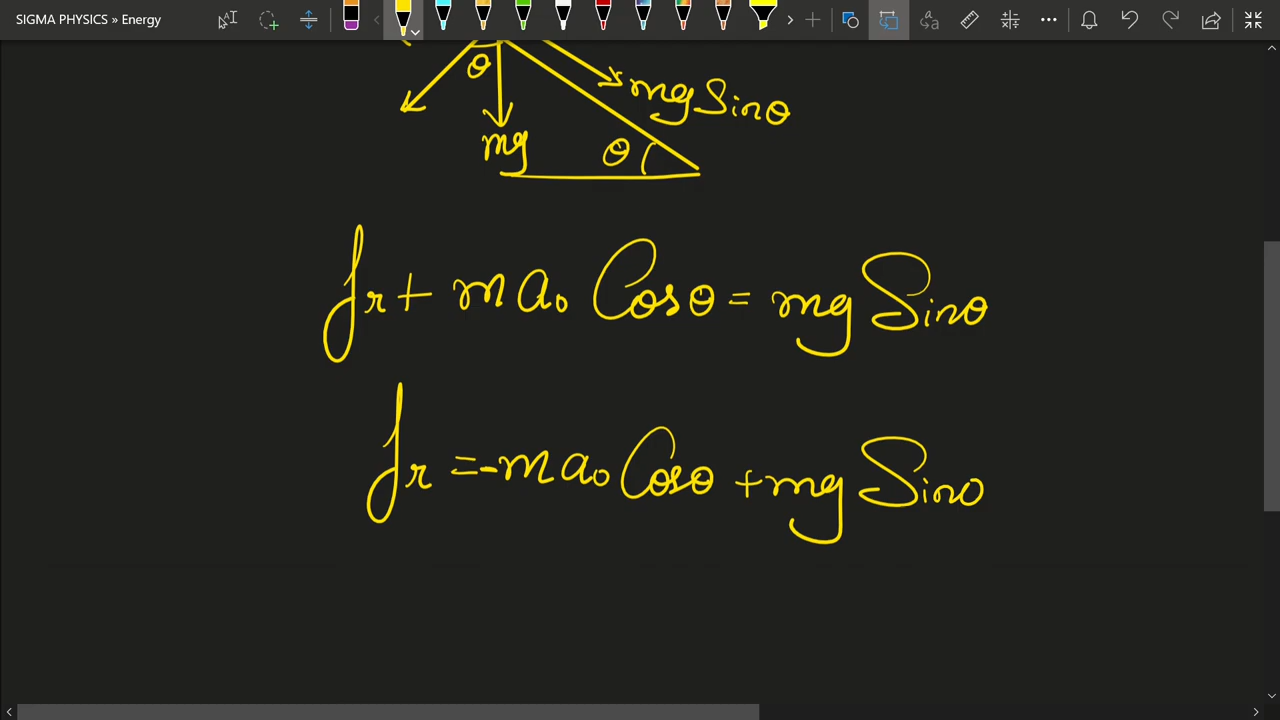 SIGMA PHYSICS » Energy
θ
mg Sinθ
mg
θ
fr + ma₀ Cosθ = mg Sinθ
fr = -ma₀ Cosθ + mg Sinθ